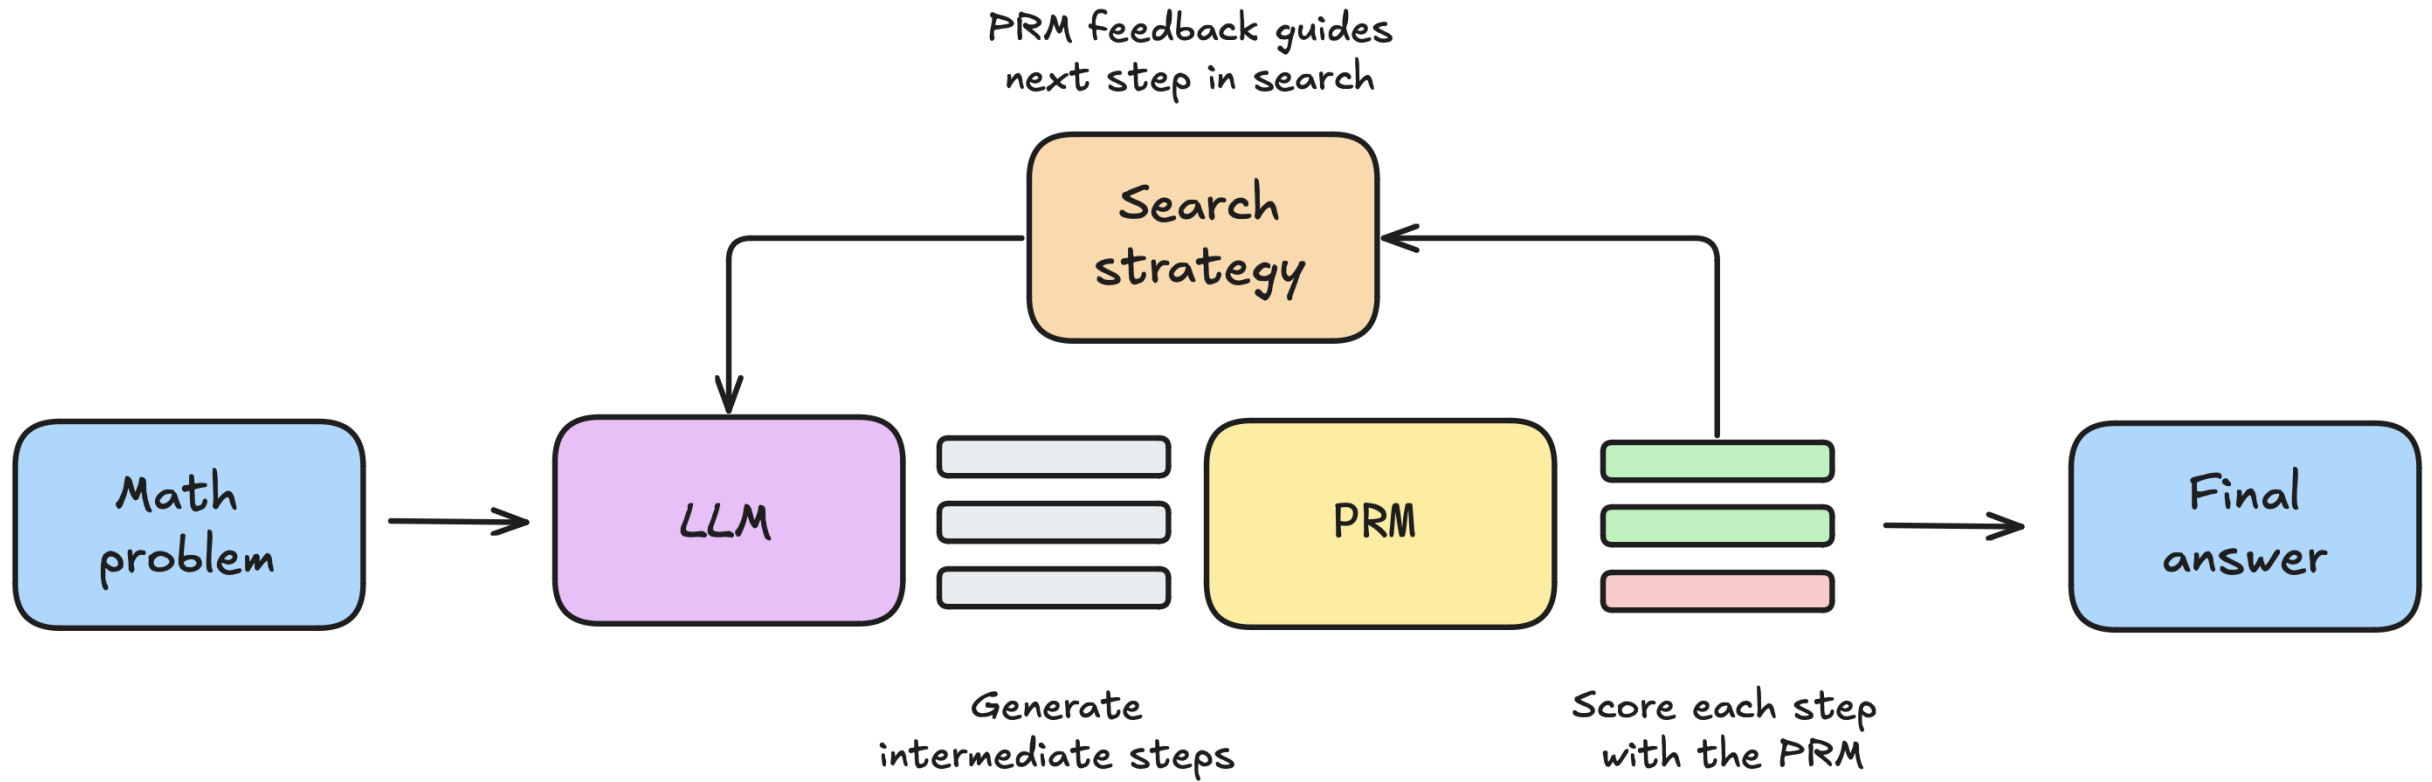 PRM feedback guides
next step in search
Search
strategy
Math
problem
LLM
PRM
Final
answer
Generate
intermediate steps
Score each step
with the PRM